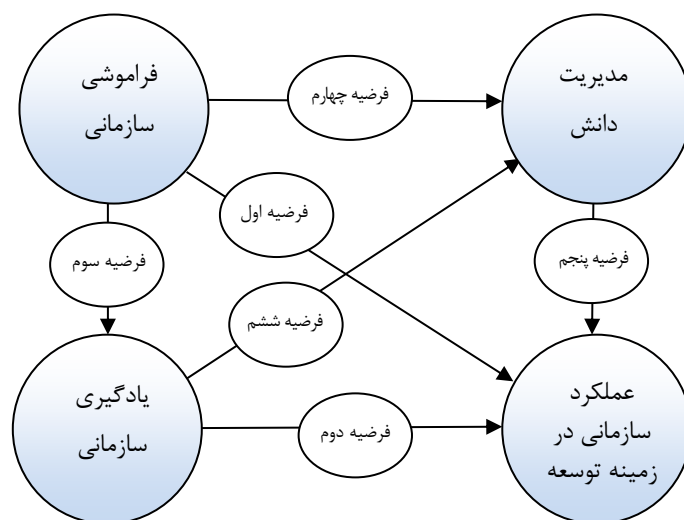 فراموشی
سازمانی
فرضیه چهارم
مدیریت
دانش
فرضیه اول
فرضیه سوم
فرضیه پنجم
فرضیه ششم
یادگیری
سازمانی
فرضیه دوم
عملکرد
سازمانی در
زمینه توسعه